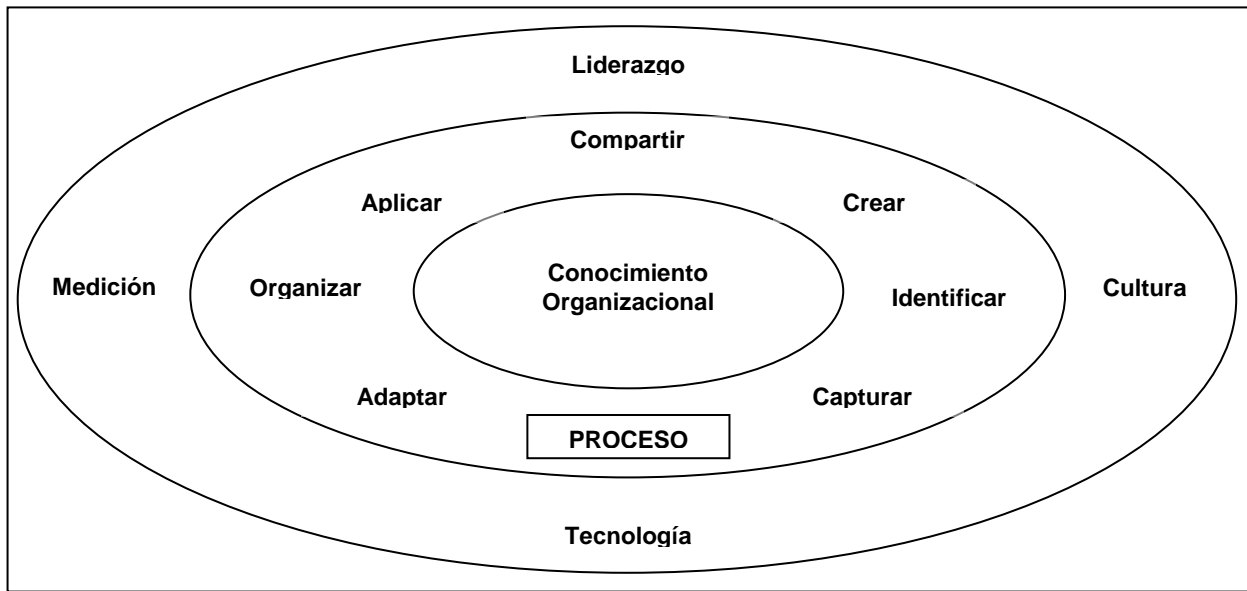 Liderazgo
Compartir
Aplicar
Crear
Conocimiento
Organizacional
Medición
Organizar
Identificar
Cultura
Adaptar
Capturar
PROCESO
Tecnología